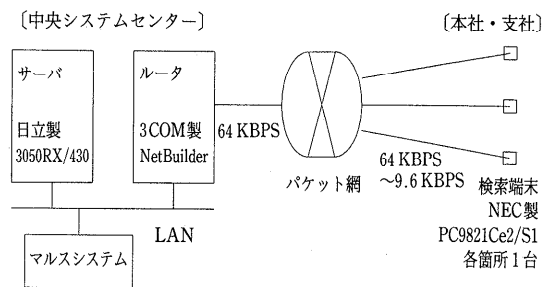 〔中央システムセンター〕
〔本社・支社〕
サーバ
日立製
3050RX/430
ルータ
3COM製
NetBuilder
64 KBPS
パケット網
64 KBPS
～9.6 KBPS
検索端末
NEC製
PC9821Ce2/S1
各箇所1台
LAN
マルスシステム